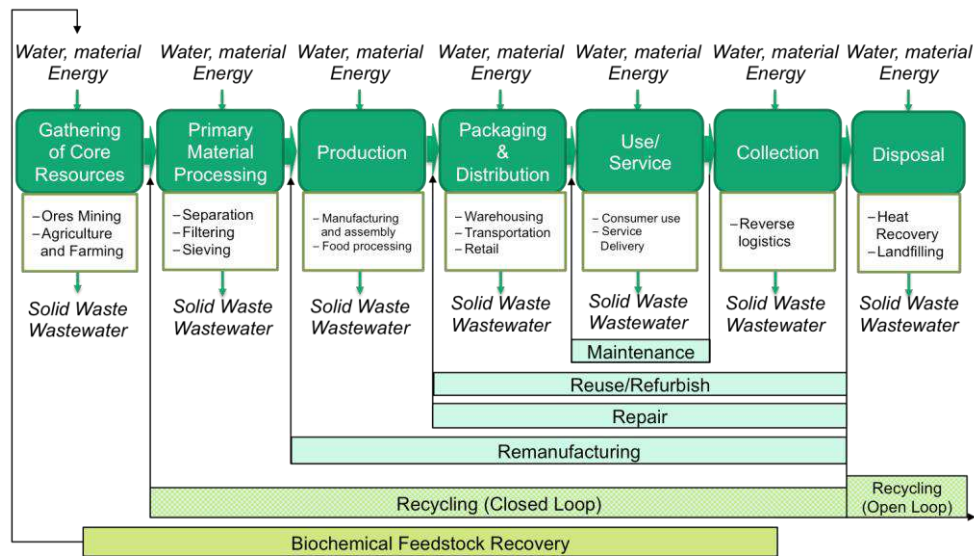 Water, material
Energy
Water, material
Energy
Water, material
Energy
Water, material
Energy
Water, material
Energy
Water, material
Energy
Water, material
Energy
Gathering
of Core
Resources
Primary
Material
Processing
Production
Packaging
&
Distribution
Use/
Service
Collection
Disposal
– Ores Mining
– Agriculture
and Farming
– Separation
– Filtering
– Sieving
– Manufacturing
and assembly
– Food processing
– Warehousing
– Transportation
– Retail
– Consumer use
– Service
Delivery
– Reverse
logistics
– Heat
Recovery
– Landfilling
Solid Waste
Wastewater
Solid Waste
Wastewater
Solid Waste
Wastewater
Solid Waste
Wastewater
Solid Waste
Wastewater
Solid Waste
Wastewater
Solid Waste
Wastewater
Maintenance
Reuse/Refurbish
Repair
Remanufacturing
Recycling (Closed Loop)
Recycling
(Open Loop)
Biochemical Feedstock Recovery